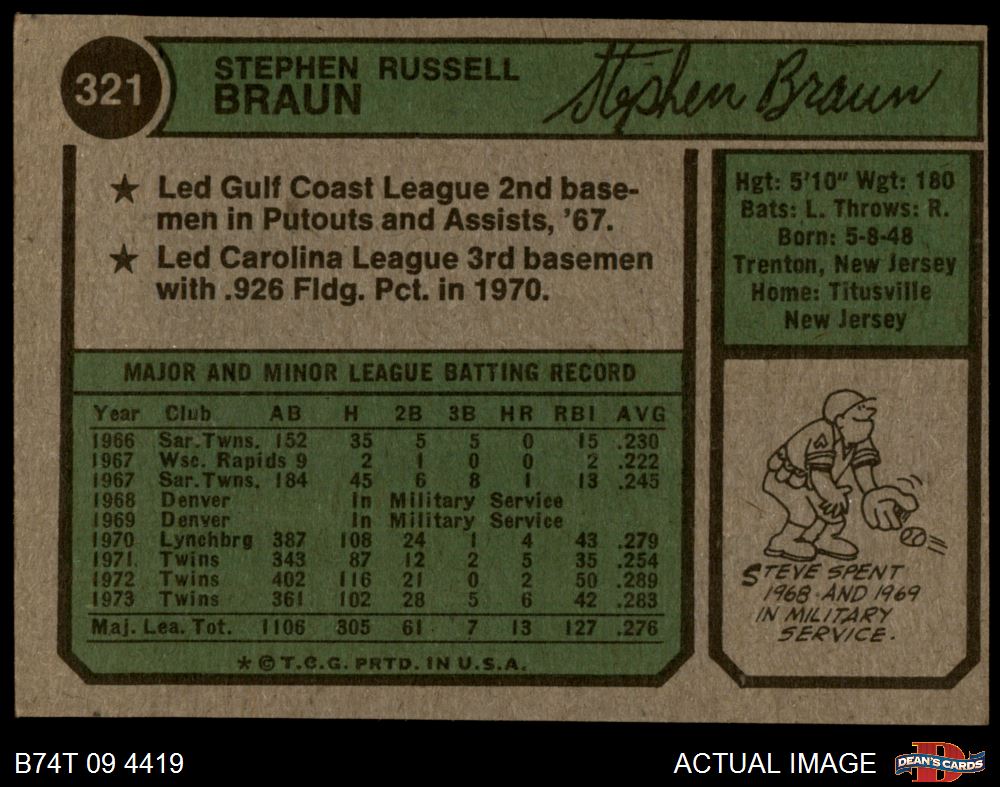 321
STEPHEN RUSSELL
BRAUN
Stephen Braun
★ Led Gulf Coast League 2nd base-
men in Putouts and Assists, '67.
★ Led Carolina League 3rd basemen
with .926 Fldg. Pct. in 1970.
Hgt: 5'10" Wgt: 180
Bats: L. Throws: R.
Born: 5-8-48
Trenton, New Jersey
Home: Titusville
New Jersey
MAJOR AND MINOR LEAGUE BATTING RECORD
Year Club AB H 2B 3B HR RBI AVG
1966 Sar. Twns. 152 35 5 5 0 15 .230
1967 Wsc. Rapids 9 2 1 0 0 2 .222
1967 Sar. Twns. 184 45 6 8 1 13 .245
1968 Denver In Military Service
1969 Denver In Military Service
1970 Lynchbrg 387 108 24 1 4 43 .279
1971 Twins 343 87 12 2 5 35 .254
1972 Twins 402 116 21 0 2 50 .289
1973 Twins 361 102 28 5 6 42 .283
Maj. Lea. Tot. 1106 305 61 7 13 127 .276
* © T.C.G. PRTD. IN U.S.A.
STEVE SPENT
1968 AND 1969
IN MILITARY
SERVICE.
B74T 09 4419
ACTUAL IMAGE
DEAN'S CARDS